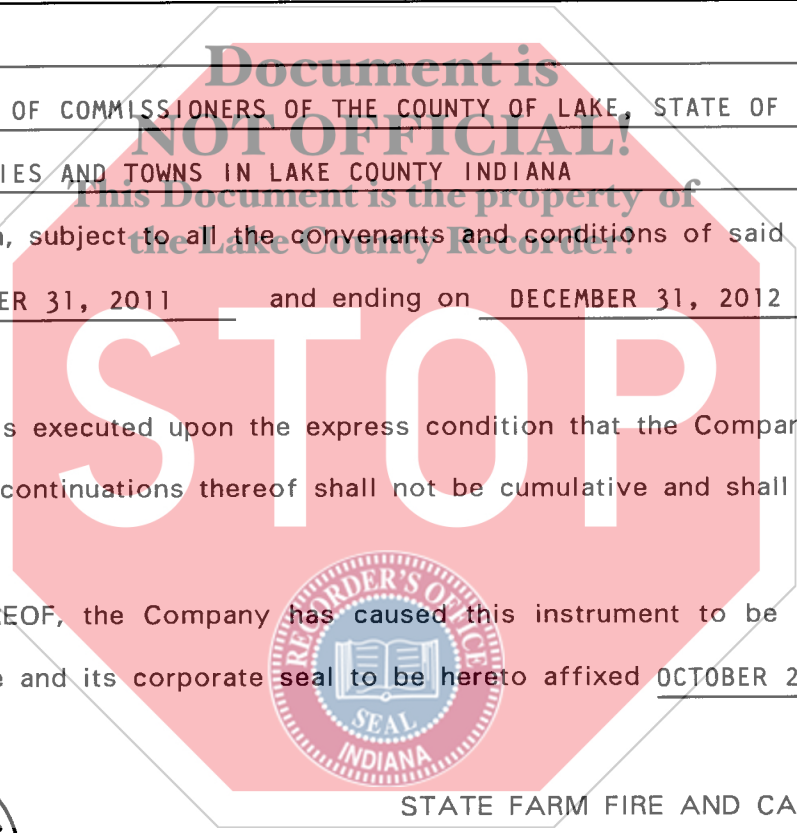 Document is
OF COMMISSIONERS OF THE COUNTY OF LAKE, STATE OF
NOT OFFICIAL!
IES AND TOWNS IN LAKE COUNTY INDIANA
This Document is the property of
, subject to all the convenants and conditions of said
the Lake County Recorder!
ER 31, 2011 and ending on DECEMBER 31, 2012
STOP
s executed upon the express condition that the Compan
continuations thereof shall not be cumulative and shall
EOF, the Company has caused this instrument to be
e and its corporate seal to be hereto affixed OCTOBER 2
RECORDER'S OFFICE
SEAL
INDIANA
STATE FARM FIRE AND CA